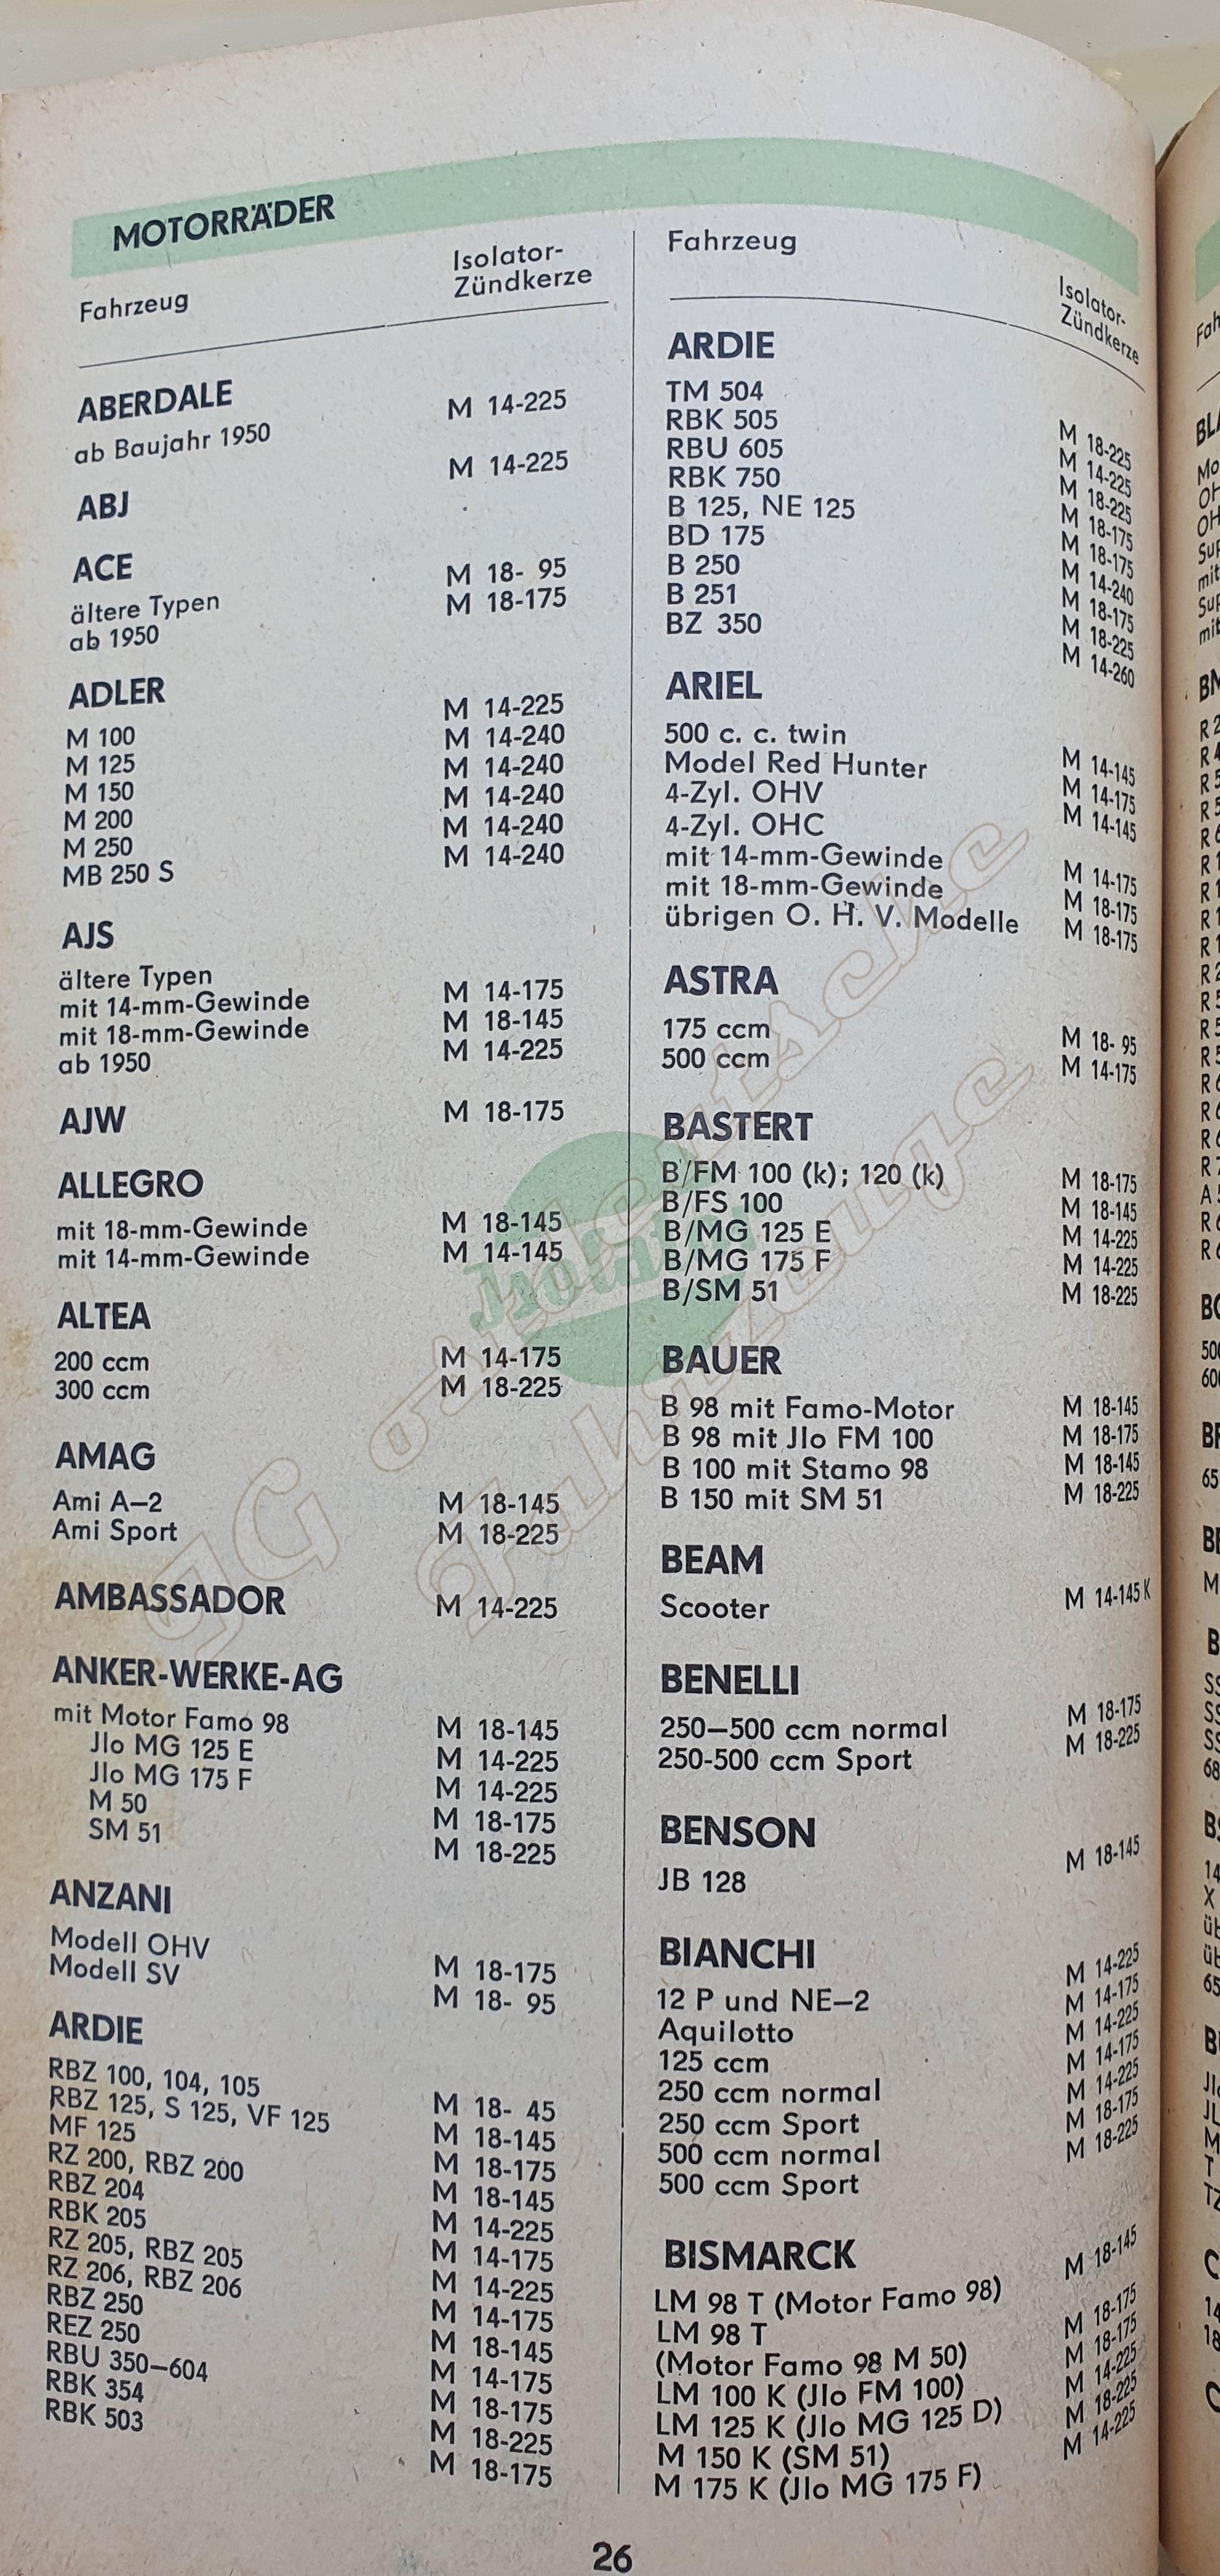 MOTORRÄDER
Fahrzeug Isolator-
Zündkerze
ABERDALE
ab Baujahr 1950 M 14-225
ABJ M 14-225
ACE
ältere Typen M 18- 95
ab 1950 M 18-175
ADLER
M 100 M 14-225
M 125 M 14-240
M 150 M 14-240
M 200 M 14-240
M 250 M 14-240
MB 250 S M 14-240
AJS
ältere Typen
mit 14-mm-Gewinde M 14-175
mit 18-mm-Gewinde M 18-145
ab 1950 M 14-225
AJW M 18-175
ALLEGRO
mit 18-mm-Gewinde M 18-145
mit 14-mm-Gewinde M 14-145
ALTEA
200 ccm M 14-175
300 ccm M 18-225
AMAG
Ami A–2 M 18-145
Ami Sport M 18-225
AMBASSADOR M 14-225
ANKER-WERKE-AG
mit Motor Famo 98 M 18-145
Jlo MG 125 E M 14-225
Jlo MG 175 F M 14-225
M 50 M 18-175
SM 51 M 18-225
ANZANI
Modell OHV M 18-175
Modell SV M 18- 95
ARDIE
RBZ 100, 104, 105 M 18- 45
RBZ 125, S 125, VF 125 M 18-145
MF 125 M 18-175
RZ 200, RBZ 200 M 18-145
RBZ 204 M 14-225
RBK 205 M 14-175
RZ 205, RBZ 205 M 14-225
RZ 206, RBZ 206 M 14-175
RBZ 250 M 18-145
REZ 250 M 14-175
RBU 350–604 M 18-175
RBK 354 M 18-225
RBK 503 M 18-175
Fahrzeug Isolator-
Zündkerze
ARDIE
TM 504 M 18-225
RBK 505 M 14-225
RBU 605 M 18-225
RBK 750 M 18-175
B 125, NE 125 M 18-175
BD 175 M 14-240
B 250 M 18-175
B 251 M 18-225
BZ 350 M 14-260
ARIEL
500 c. c. twin M 14-145
Model Red Hunter M 14-175
4-Zyl. OHV M 14-145
4-Zyl. OHC
mit 14-mm-Gewinde M 14-175
mit 18-mm-Gewinde M 18-175
übrigen O. H. V. Modelle M 18-175
ASTRA
175 ccm M 18- 95
500 ccm M 14-175
BASTERT
B/FM 100 (k); 120 (k) M 18-175
B/FS 100 M 18-145
B/MG 125 E M 14-225
B/MG 175 F M 14-225
B/SM 51 M 18-225
BAUER
B 98 mit Famo-Motor M 18-145
B 98 mit Jlo FM 100 M 18-175
B 100 mit Stamo 98 M 18-145
B 150 mit SM 51 M 18-225
BEAM
Scooter M 14-145 K
BENELLI
250–500 ccm normal M 18-175
250-500 ccm Sport M 18-225
BENSON
JB 128 M 18-145
BIANCHI
12 P und NE–2 M 14-225
Aquilotto M 14-175
125 ccm M 14-225
250 ccm normal M 14-175
250 ccm Sport M 14-225
500 ccm normal M 18-175
500 ccm Sport M 18-225
BISMARCK
LM 98 T (Motor Famo 98) M 18-145
LM 98 T
(Motor Famo 98 M 50) M 18-175
LM 100 K (Jlo FM 100) M 18-175
LM 125 K (Jlo MG 125 D) M 14-225
M 150 K (SM 51) M 18-225
M 175 K (Jlo MG 175 F) M 14-225
26
Isolator
IG ostdeutsche
Fahrzeuge